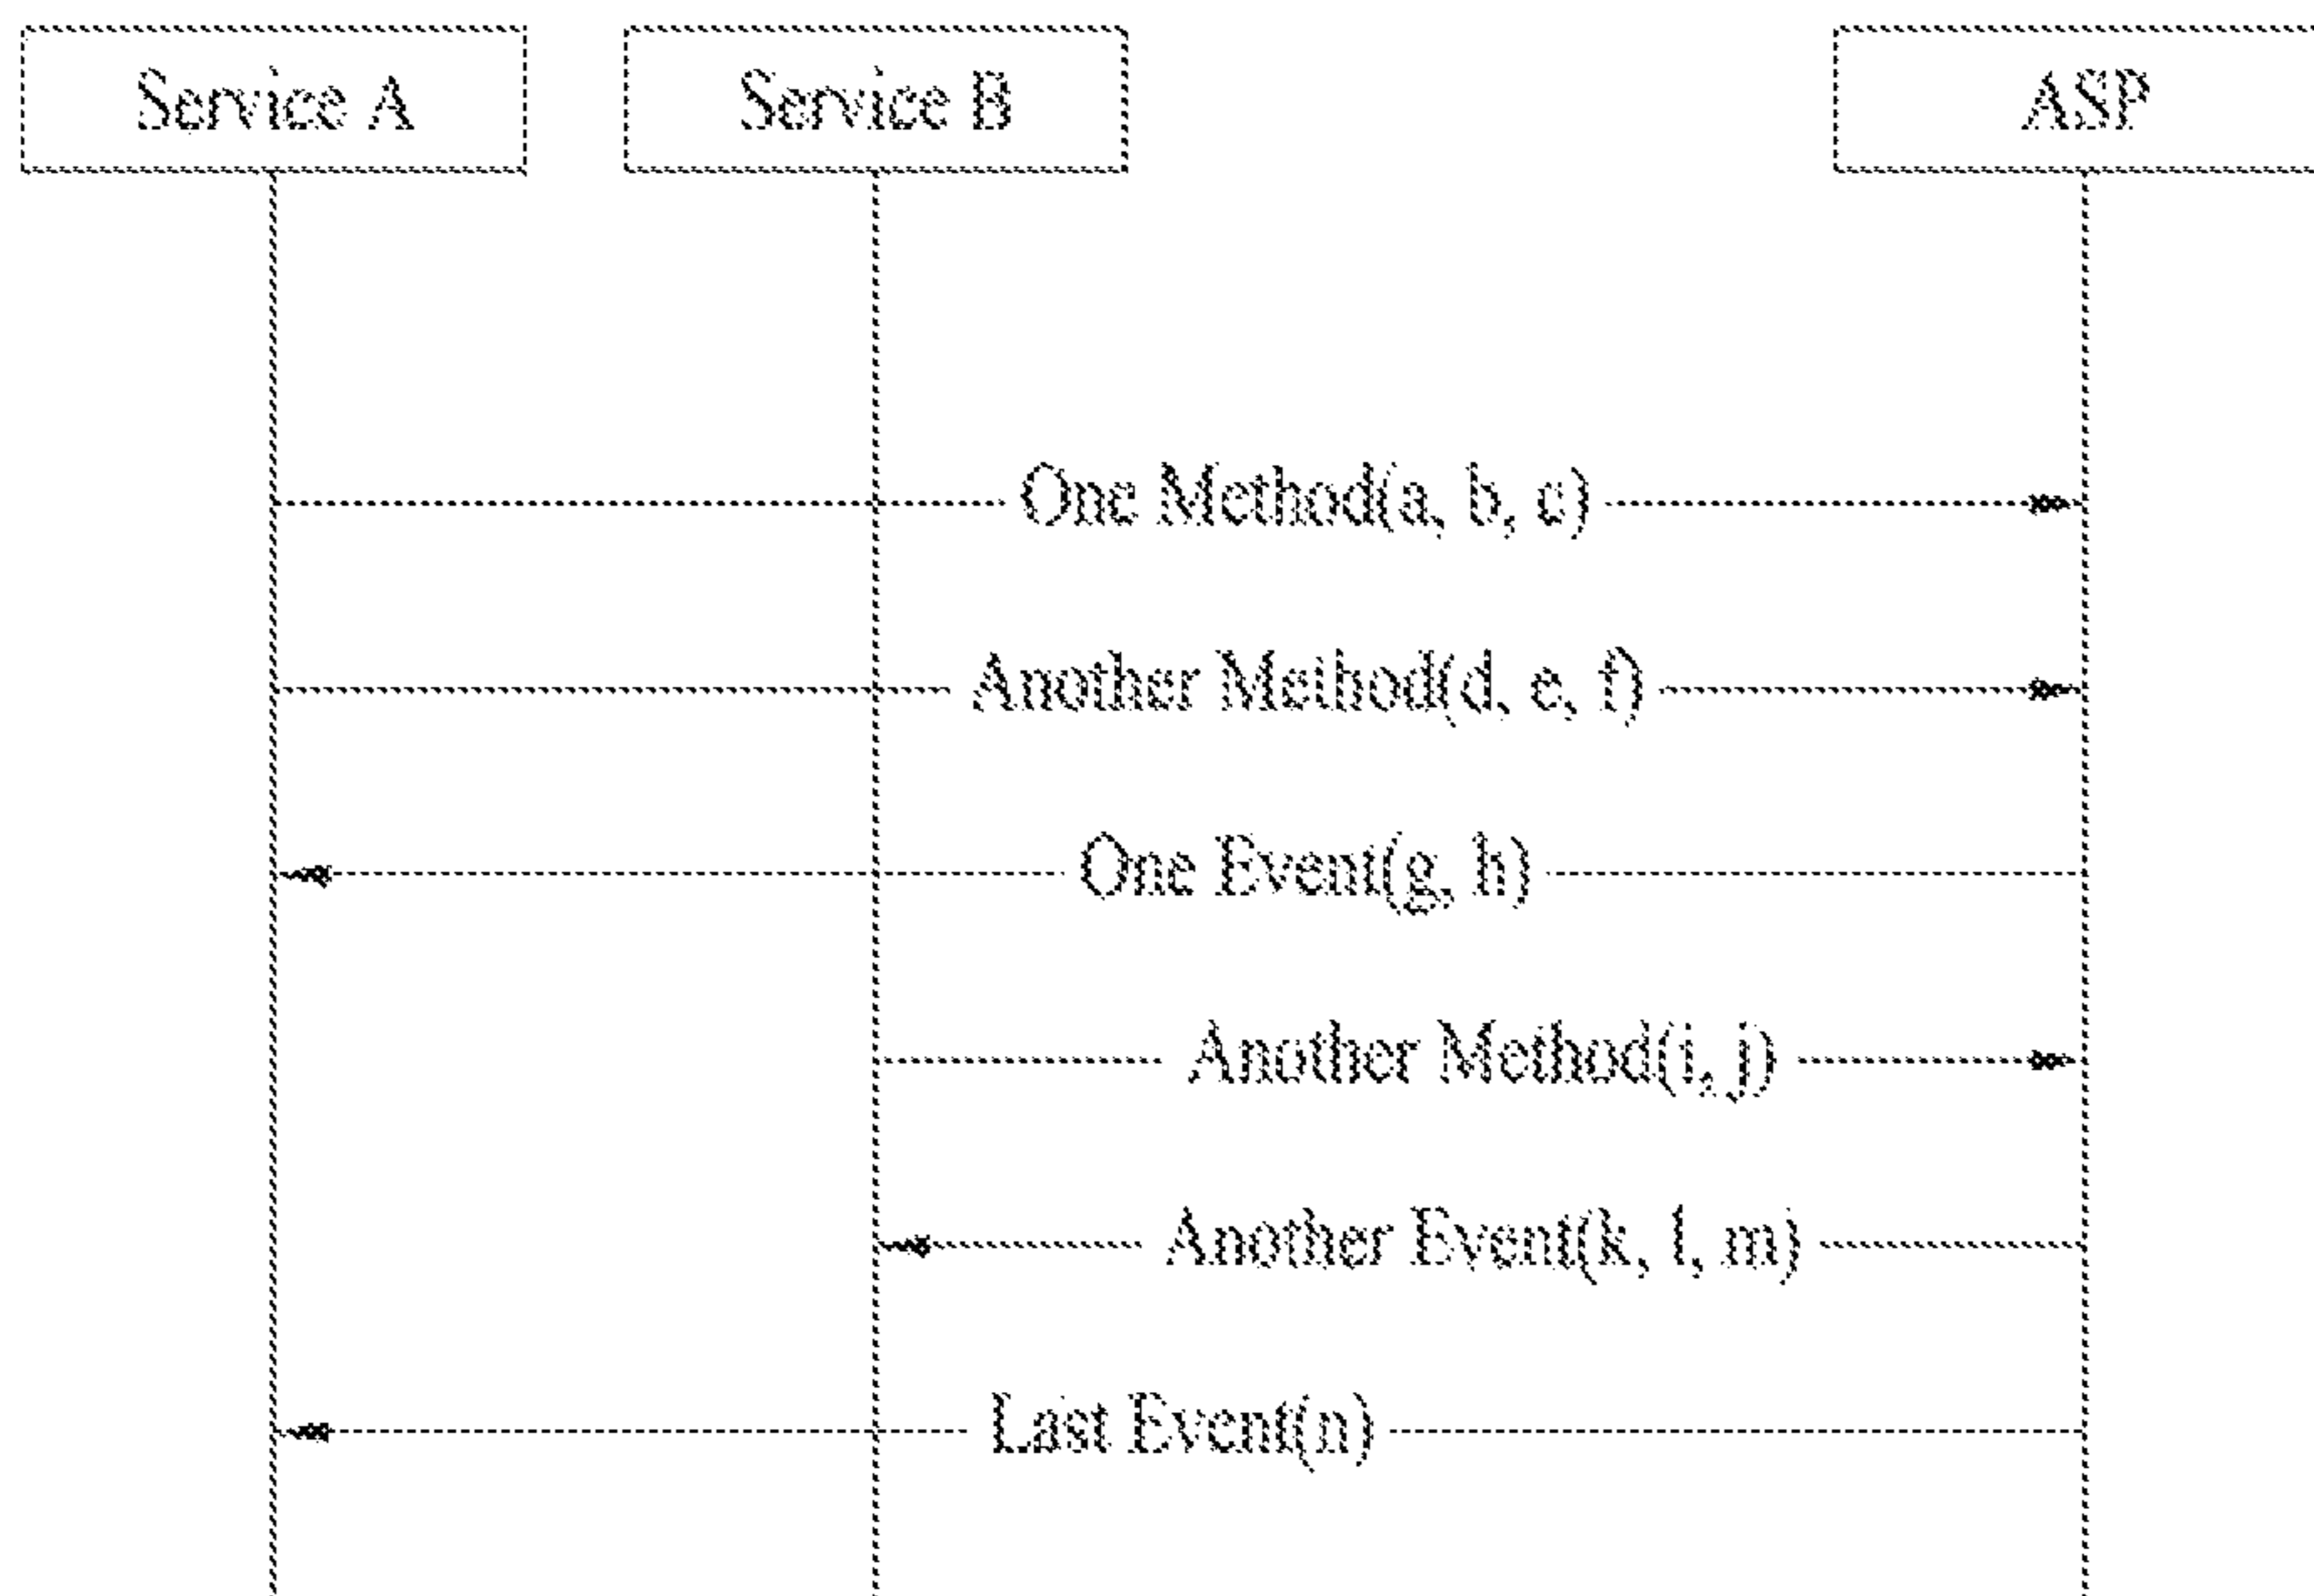 Service A
Service B
ASP
One Method(a, b, c)
Another Method(d, e, f)
One Event(g, h)
Another Method(i, j)
Another Event(k, l, m)
Last Event(n)